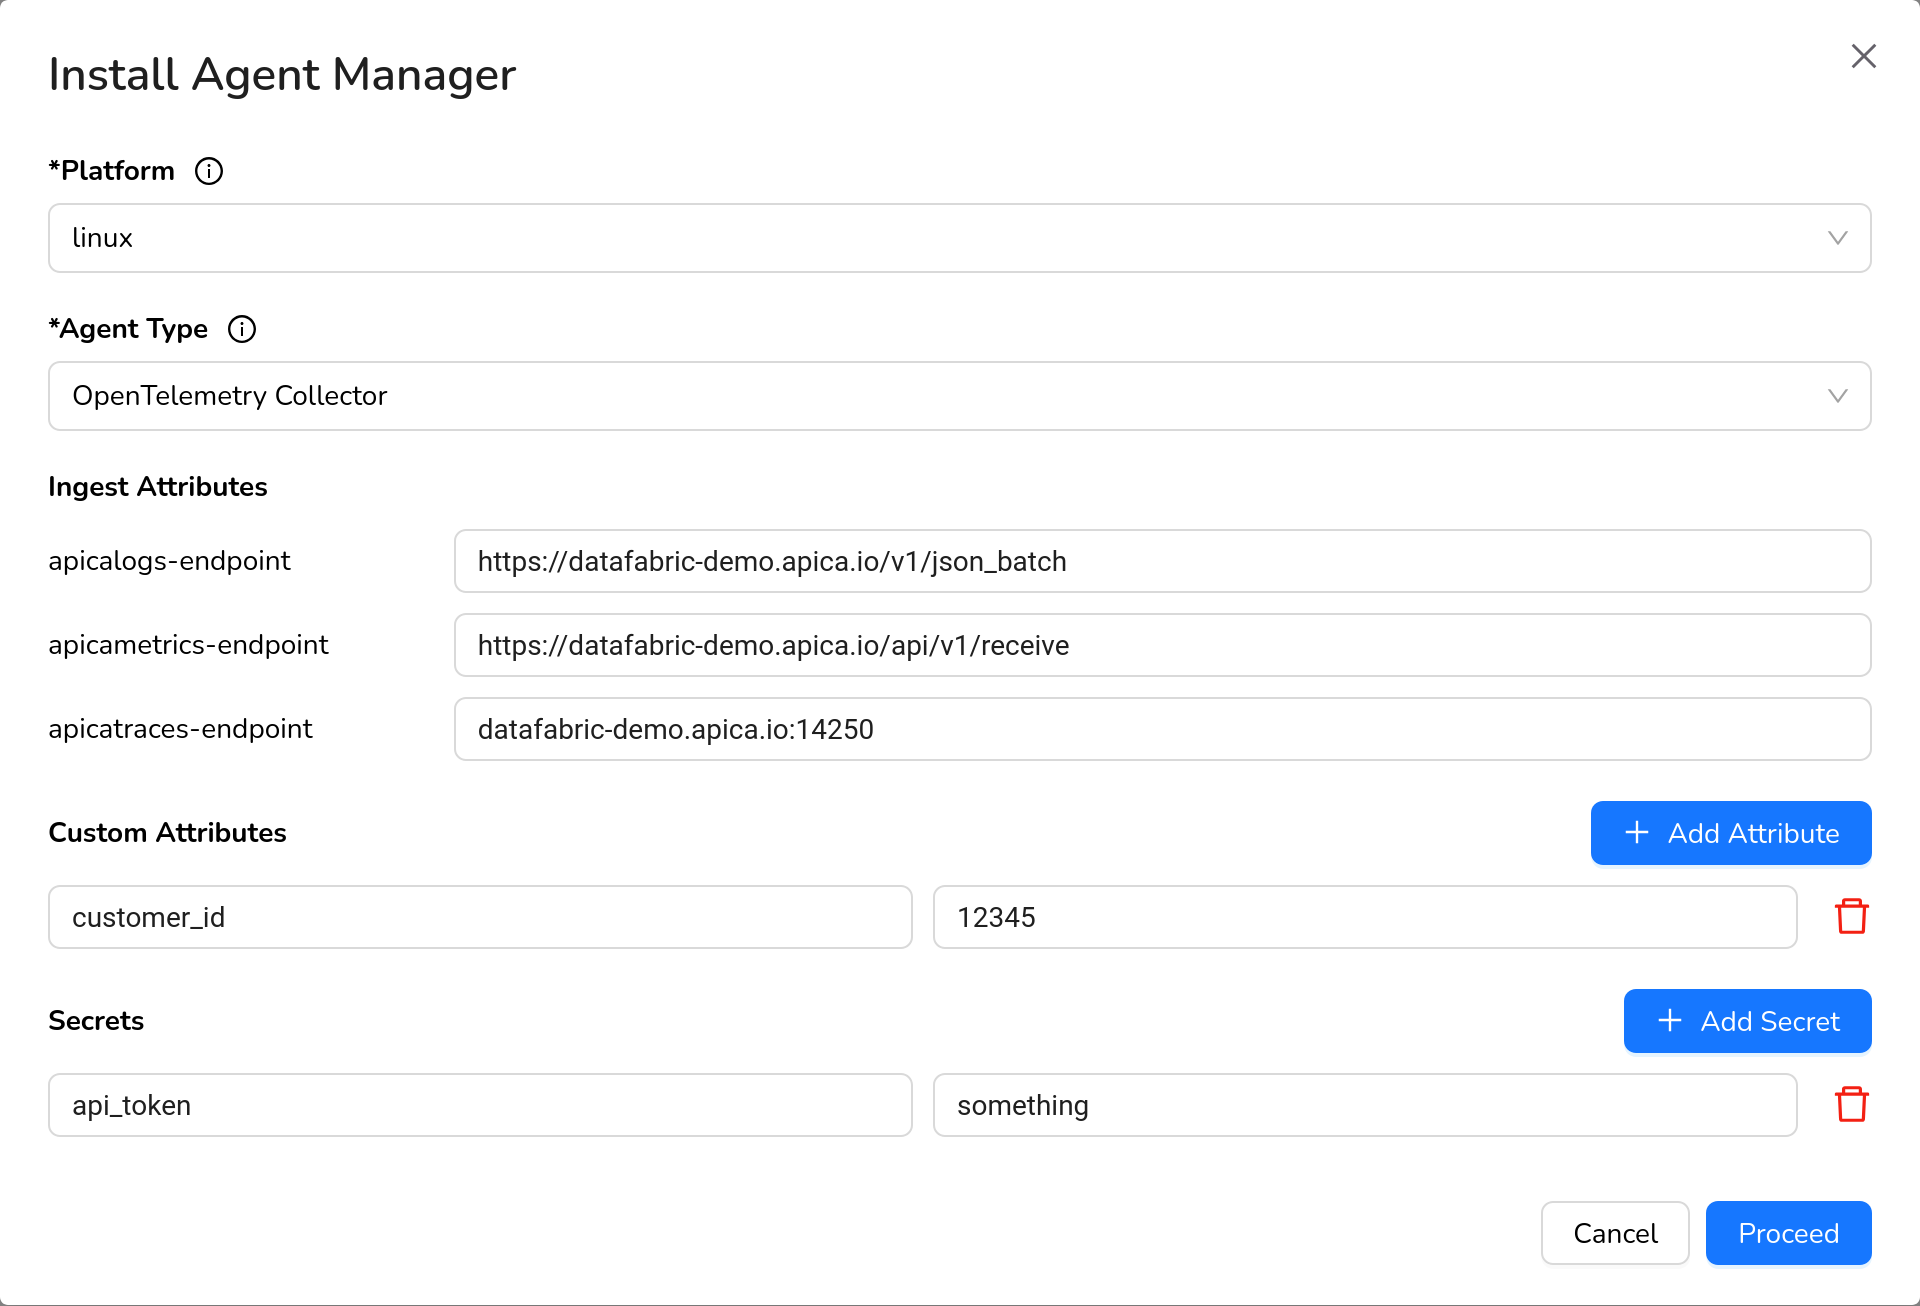 Install Agent Manager
*Platform
linux
*Agent Type
OpenTelemetry Collector
Ingest Attributes
apicalogs-endpoint https://datafabric-demo.apica.io/v1/json_batch
apicametrics-endpoint https://datafabric-demo.apica.io/api/v1/receive
apicatraces-endpoint datafabric-demo.apica.io:14250
Custom Attributes + Add Attribute
customer_id 12345
Secrets + Add Secret
api_token something
Cancel Proceed